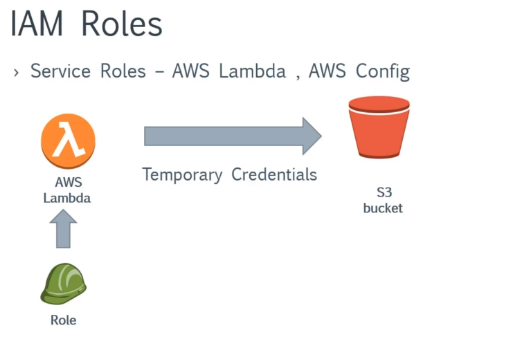 IAM Roles
› Service Roles – AWS Lambda , AWS Config
Temporary Credentials
AWS
Lambda
S3
bucket
Role